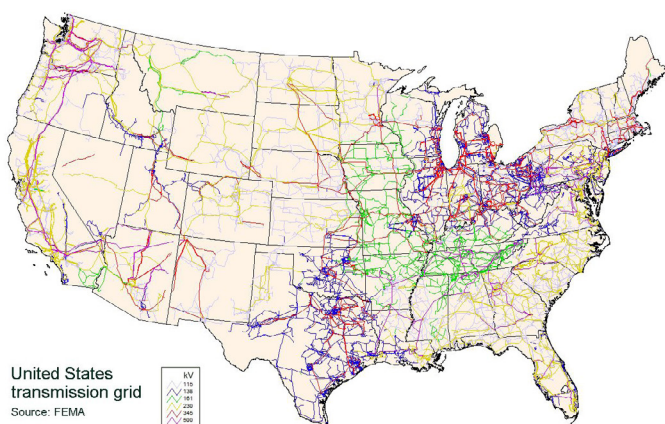 United States
transmission grid
Source: FEMA
kV
115
138
161
230
345
500